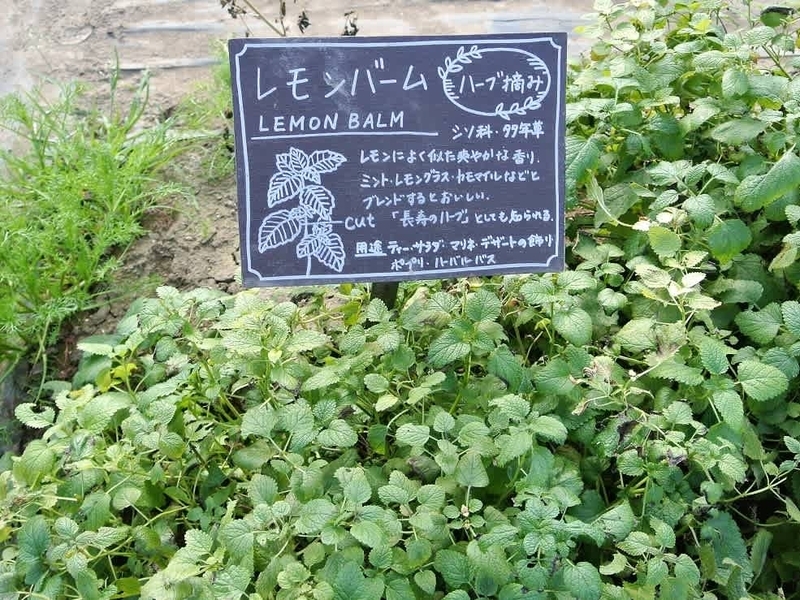 レモンバーム
ハーブ摘み
LEMON BALM
シソ科・多年草
レモンによく似た爽やかな香り.
ミント・レモングラス・カモマイルなどと
ブレンドするとおいしい.
「長寿のハーブ」としても知られる.
cut
用途 ティー・サラダ・マリネ・デザートの飾り
ポプリ・ハーバルバス